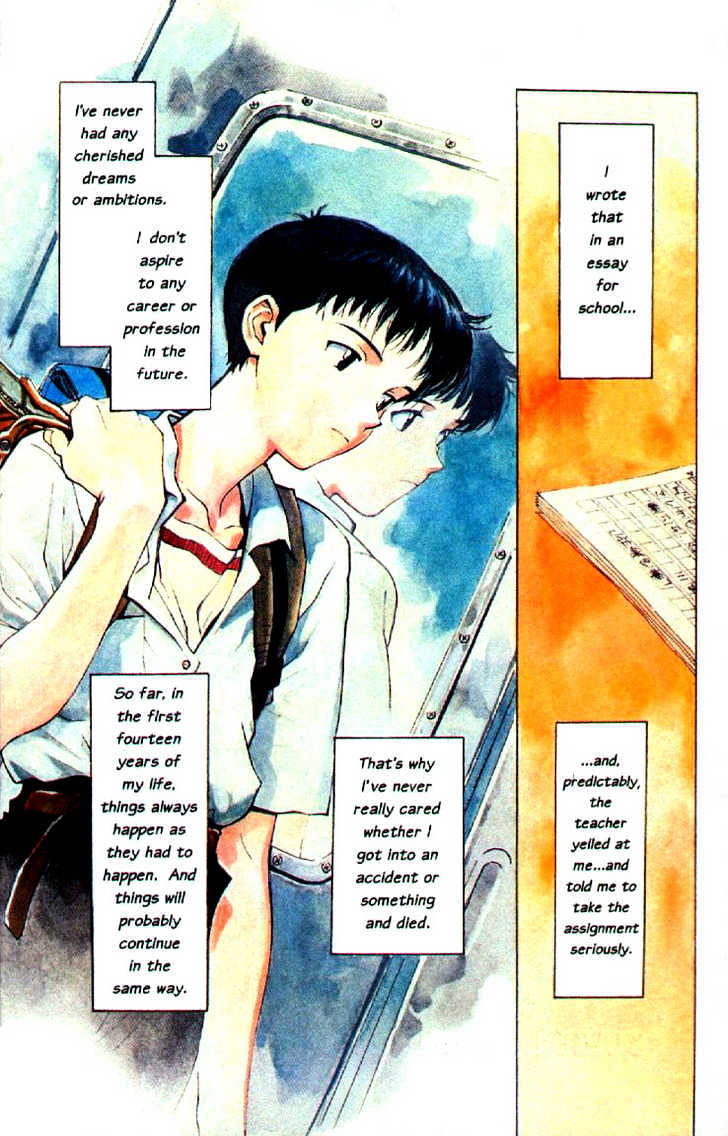 I've never
had any
cherished
dreams
or ambitions.
I don't
aspire
to any
career or
profession
in the
future.
So far, in
the first
fourteen
years of
my life,
things always
happen as
they had to
happen. And
things will
probably
continue
in the
same way.
That's why
I've never
really cared
whether I
got into an
accident or
something
and died.
I
wrote
that
in an
essay
for
school...
...and,
predictably,
the
teacher
yelled at
me...and
told me to
take the
assignment
seriously.